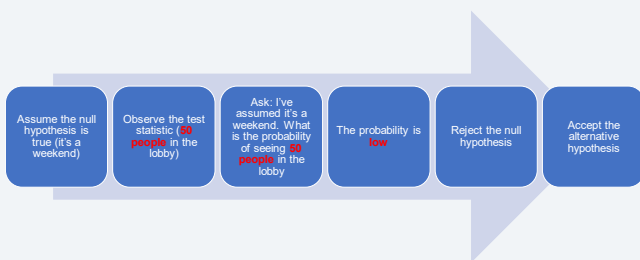 Assume the null
hypothesis is
true (it's a
weekend)
Observe the test
statistic (50
people in the
lobby)
Ask: I've
assumed it's a
weekend. What
is the probability
of seeing 50
people in the
lobby
The probability is
low
Reject the null
hypothesis
Accept the
alternative
hypothesis